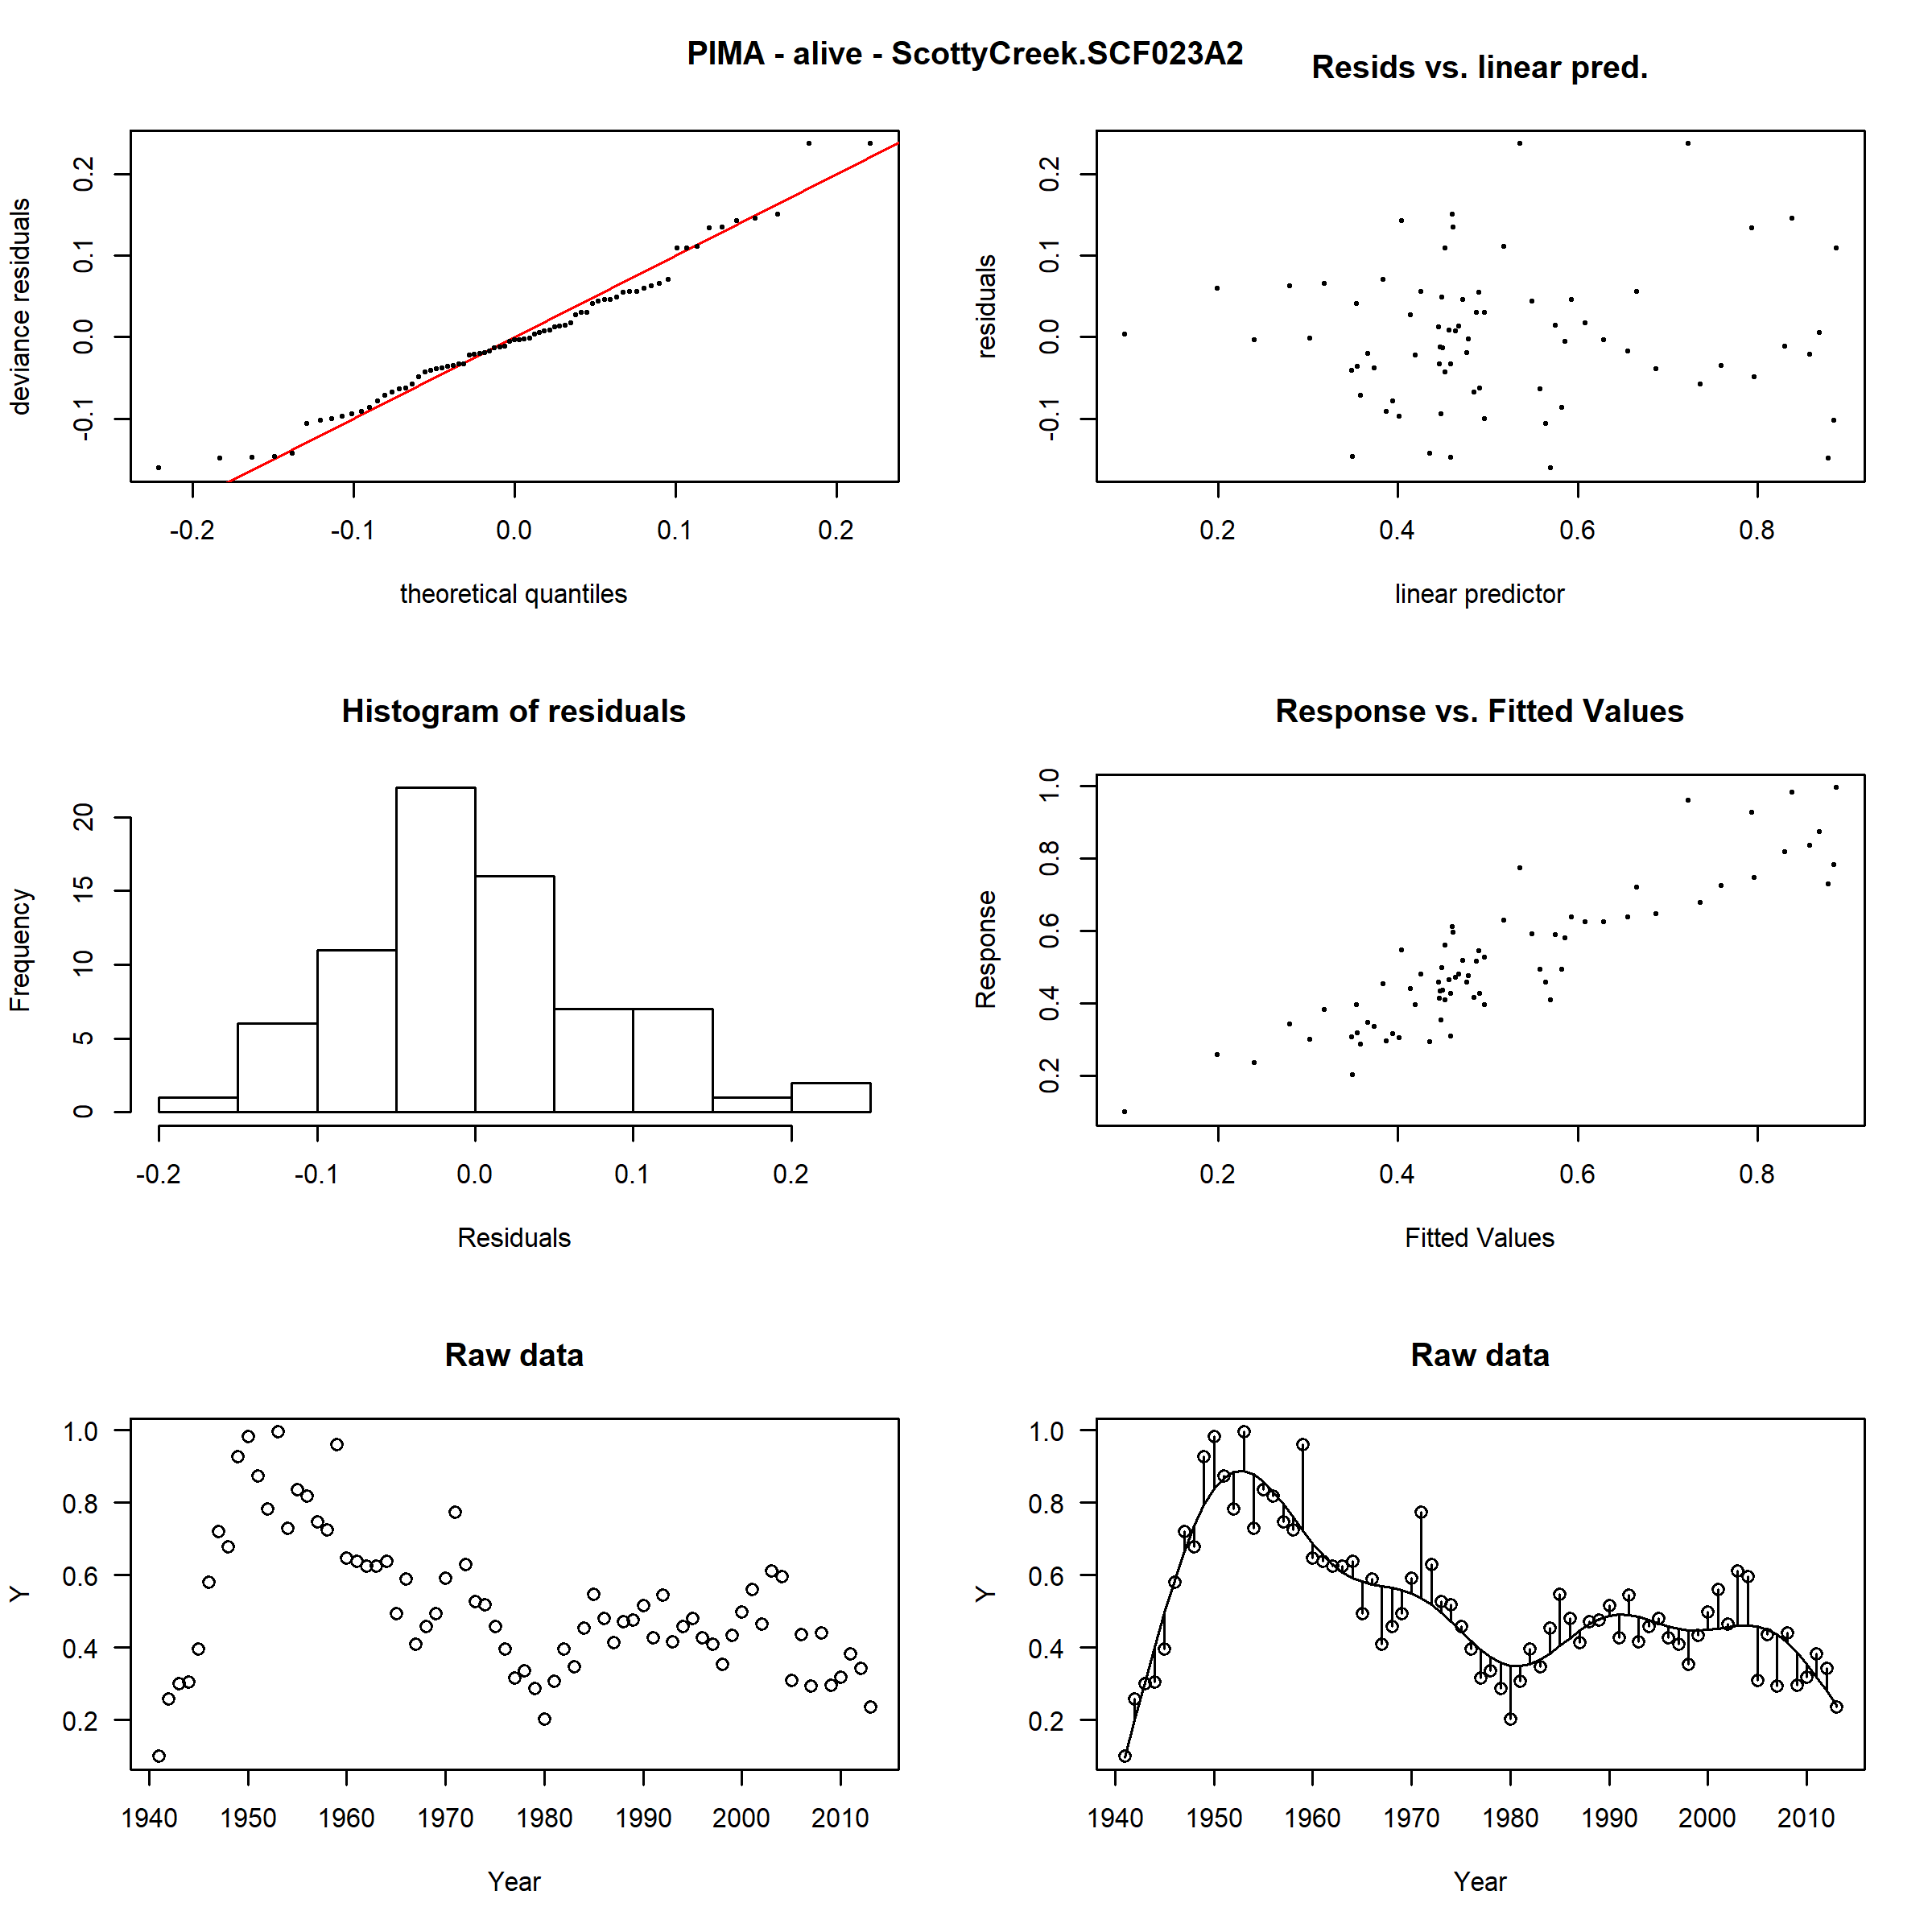 PIMA - alive - ScottyCreek.SCF023A2
Resids vs. linear pred.
deviance residuals
-0.1 0.0 0.1 0.2
-0.2 -0.1 0.0 0.1 0.2
theoretical quantiles
residuals
-0.1 0.0 0.1 0.2
0.2 0.4 0.6 0.8
linear predictor
Histogram of residuals
Frequency
0 5 10 15 20
-0.2 -0.1 0.0 0.1 0.2
Residuals
Response vs. Fitted Values
Response
0.2 0.4 0.6 0.8 1.0
0.2 0.4 0.6 0.8
Fitted Values
Raw data
Y
1.0
0.8
0.6
0.4
0.2
1940 1950 1960 1970 1980 1990 2000 2010
Year
Raw data
Y
1.0
0.8
0.6
0.4
0.2
1940 1950 1960 1970 1980 1990 2000 2010
Year